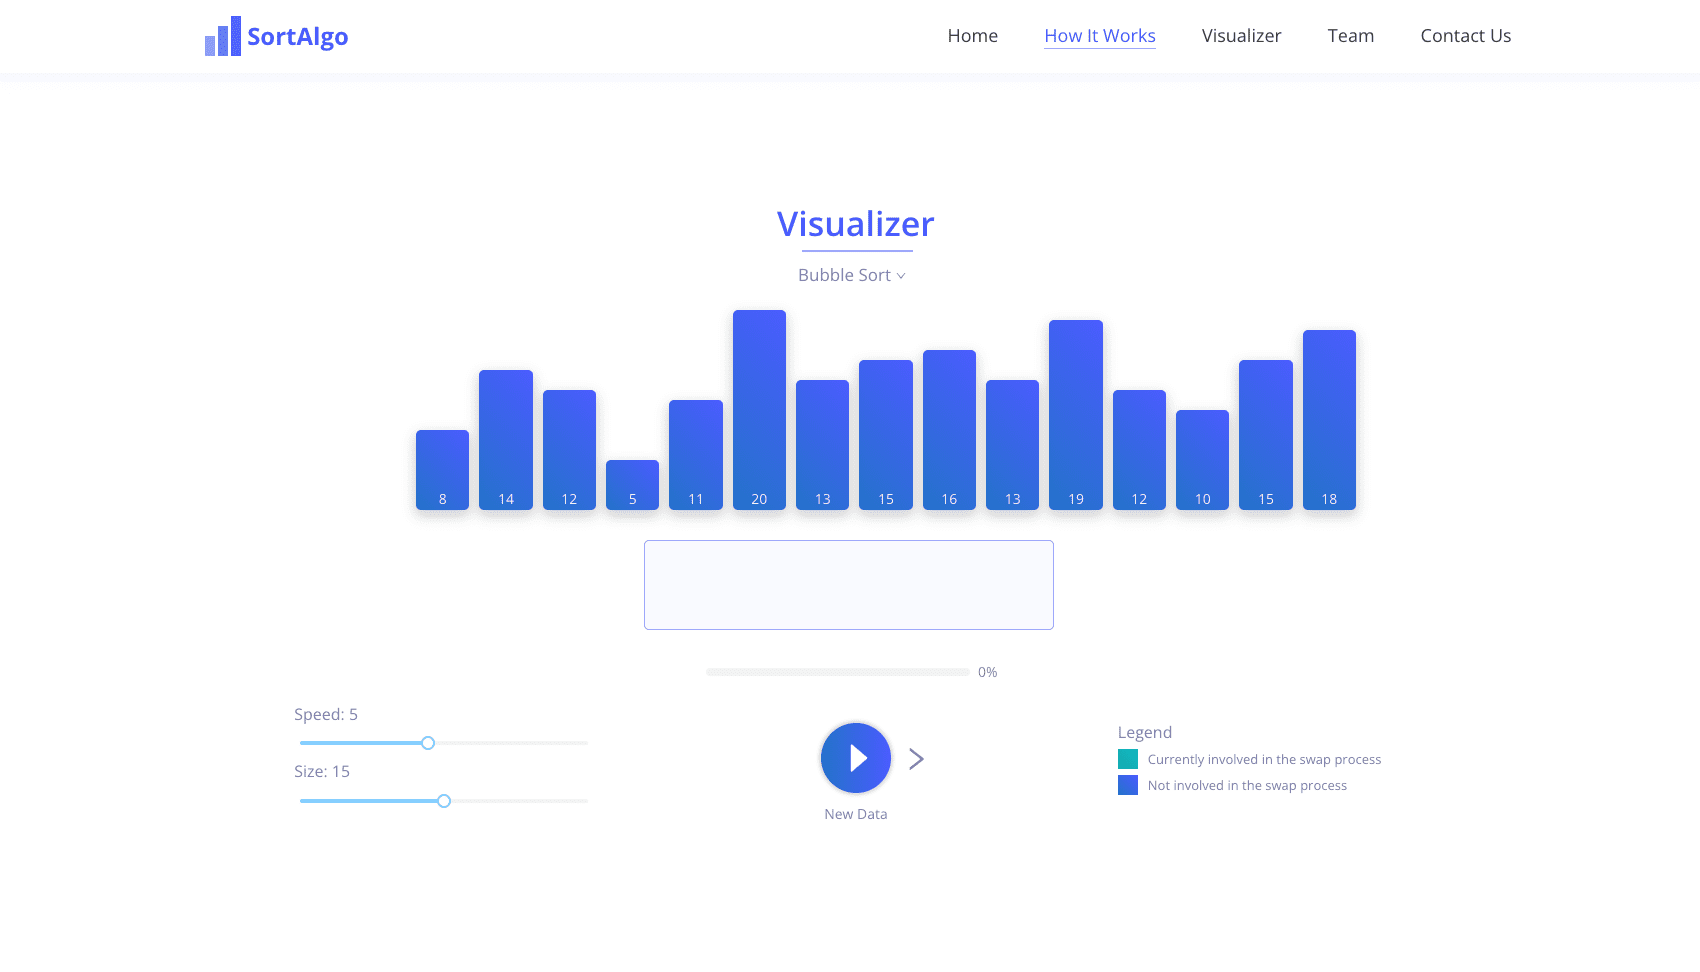 SortAlgo
Home How It Works Visualizer Team Contact Us
Visualizer
Bubble Sort
8 14 12 5 11 20 13 15 16 13 19 12 10 15 18
0%
Speed: 5
Size: 15
New Data
Legend
Currently involved in the swap process
Not involved in the swap process